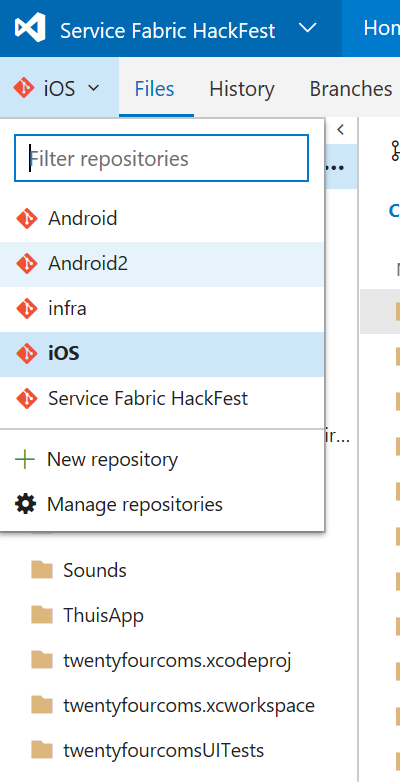 Service Fabric HackFest
iOS
Files
History
Branches
Filter repositories
...
Android
Android2
infra
iOS
Service Fabric HackFest
ir...
New repository
Manage repositories
Sounds
ThuisApp
twentyfourcoms.xcodeproj
twentyfourcoms.xcworkspace
twentyfourcomsUITests